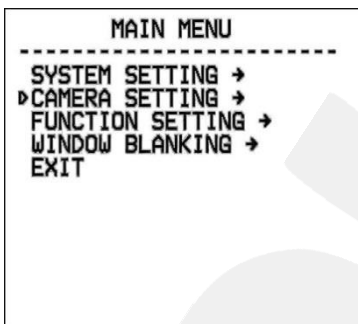 MAIN MENU
SYSTEM SETTING →
▷CAMERA SETTING →
FUNCTION SETTING →
WINDOW BLANKING →
EXIT